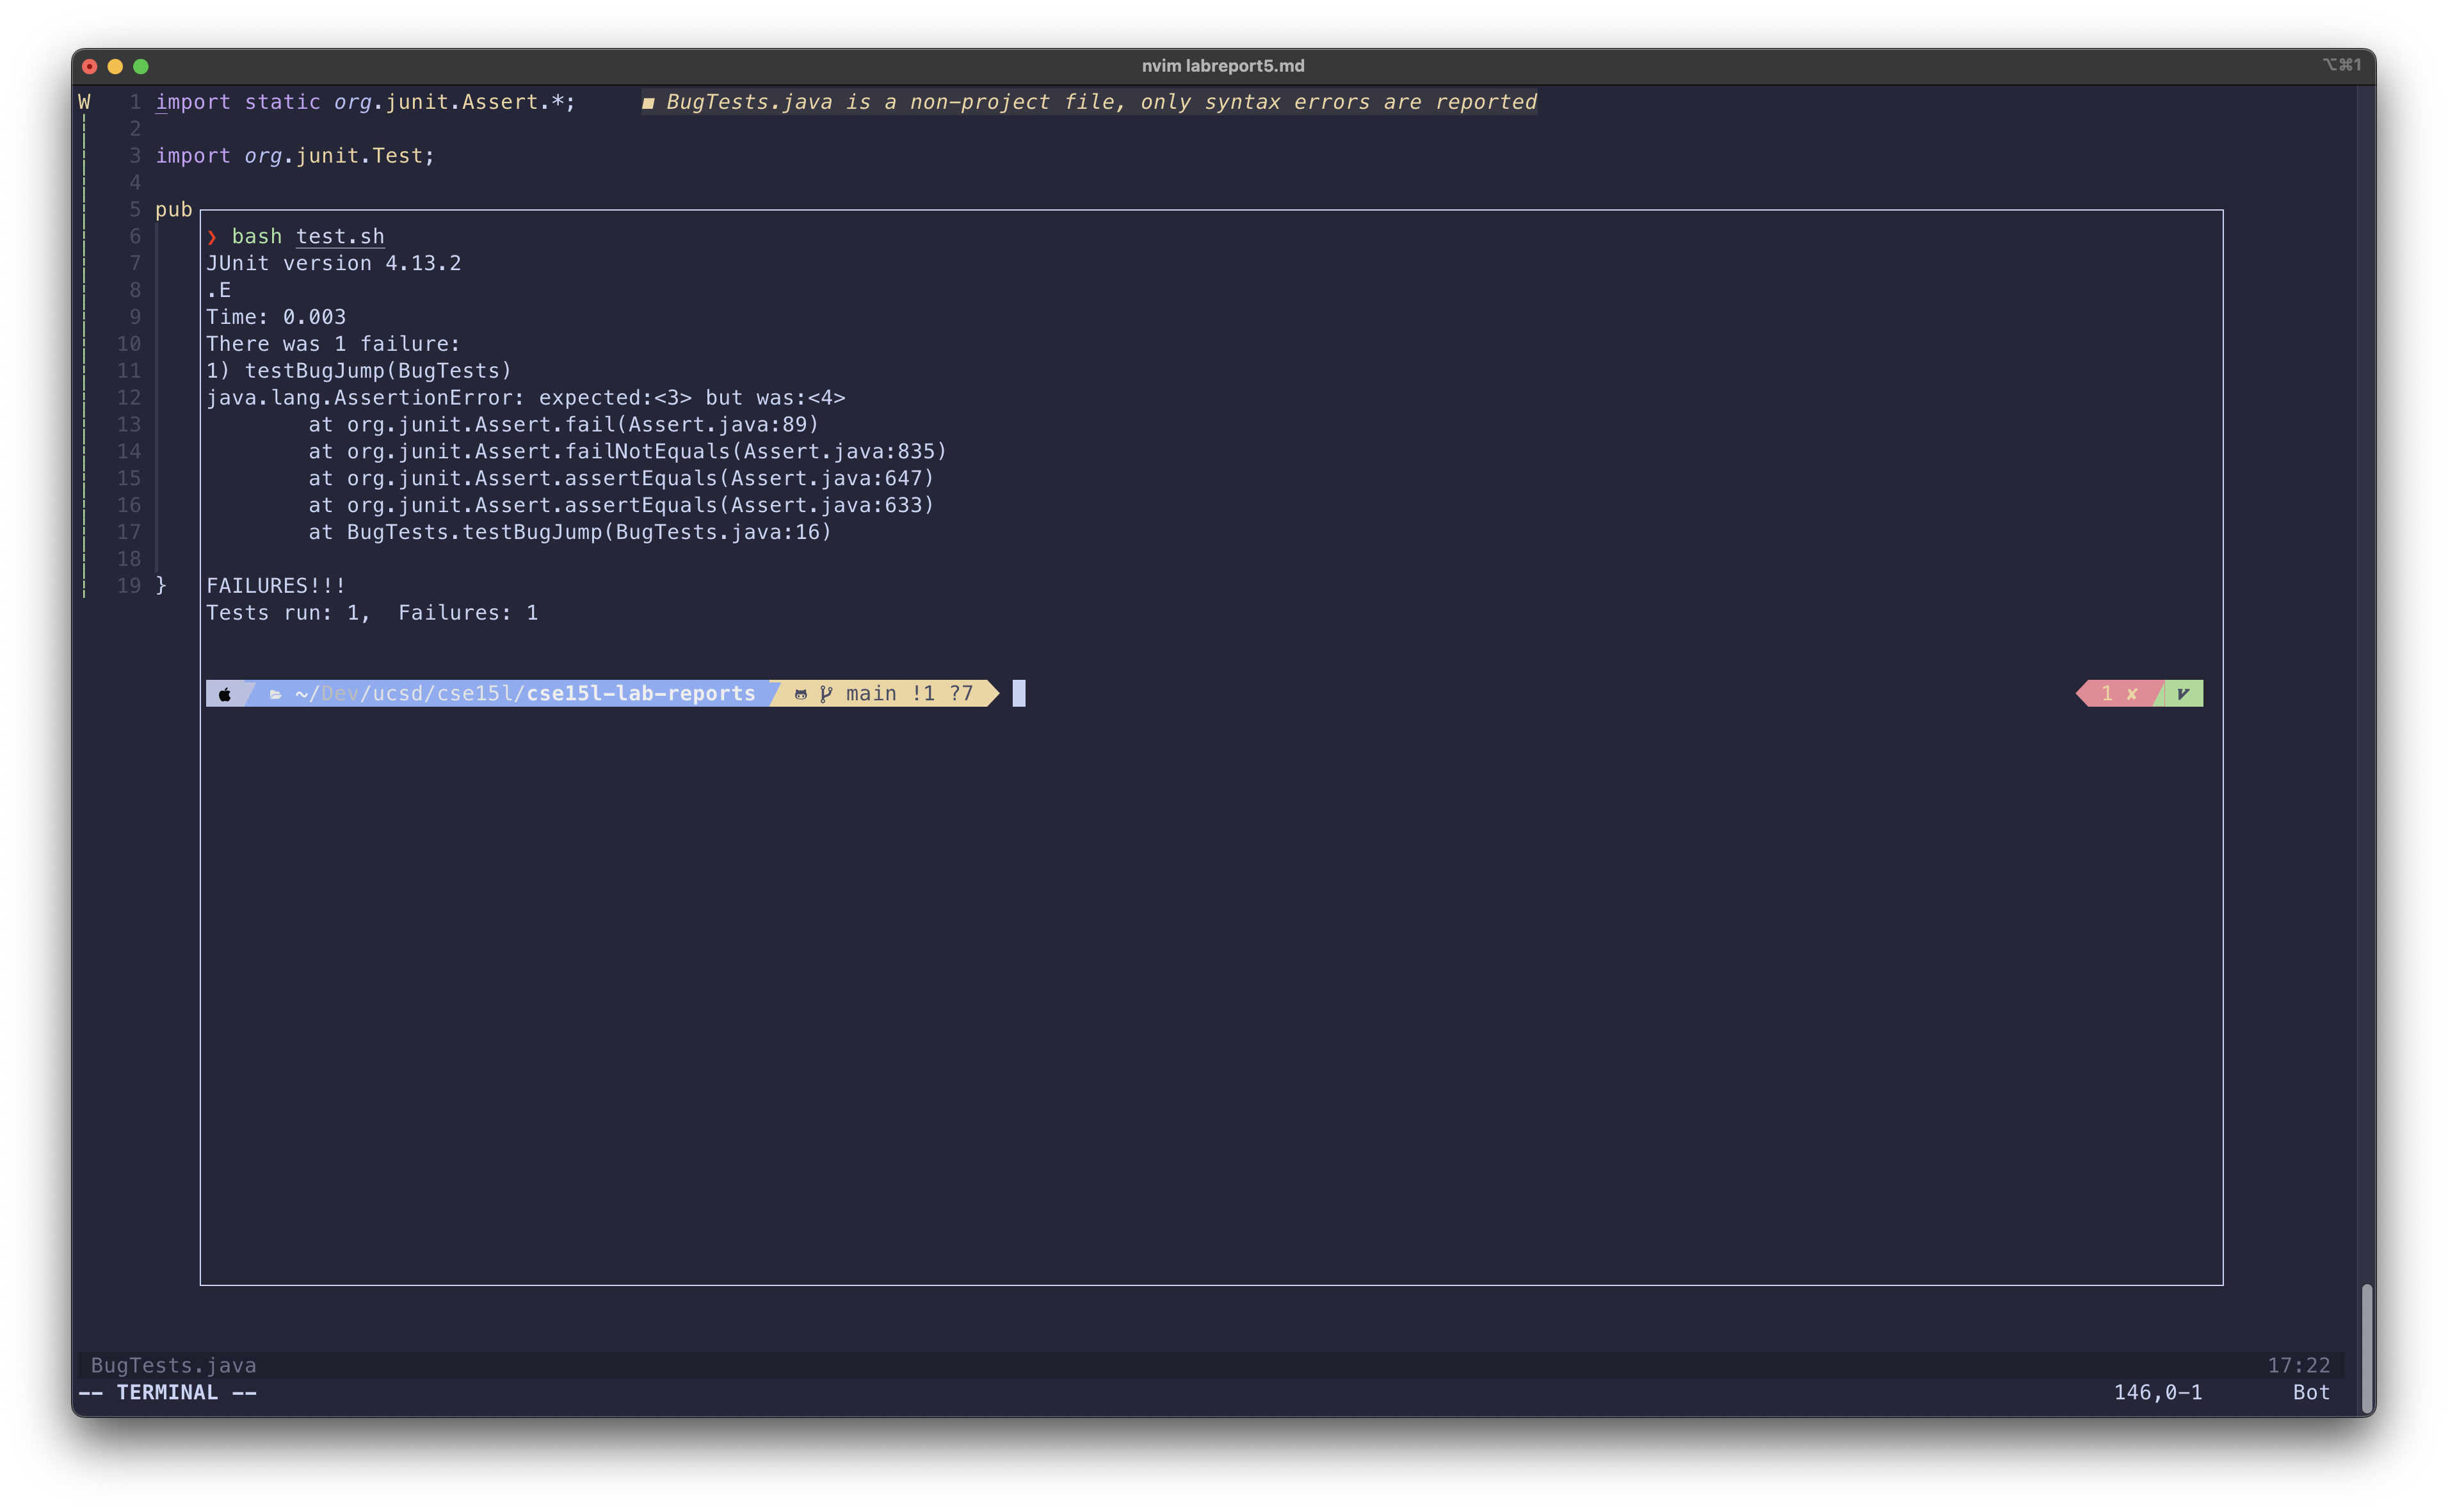 nvim labreport5.md ⌥⌘1
W 1 import static org.junit.Assert.*; ■ BugTests.java is a non-project file, only syntax errors are reported
2
3 import org.junit.Test;
4
5 pub
6 ❯ bash test.sh
7 JUnit version 4.13.2
8 .E
9 Time: 0.003
10 There was 1 failure:
11 1) testBugJump(BugTests)
12 java.lang.AssertionError: expected:<3> but was:<4>
13 at org.junit.Assert.fail(Assert.java:89)
14 at org.junit.Assert.failNotEquals(Assert.java:835)
15 at org.junit.Assert.assertEquals(Assert.java:647)
16 at org.junit.Assert.assertEquals(Assert.java:633)
17 at BugTests.testBugJump(BugTests.java:16)
18
19 } FAILURES!!!
Tests run: 1,  Failures: 1
~/Dev/ucsd/cse15l/cse15l-lab-reports main !1 ?7 1 ✘ V
BugTests.java 17:22
-- TERMINAL -- 146,0-1 Bot